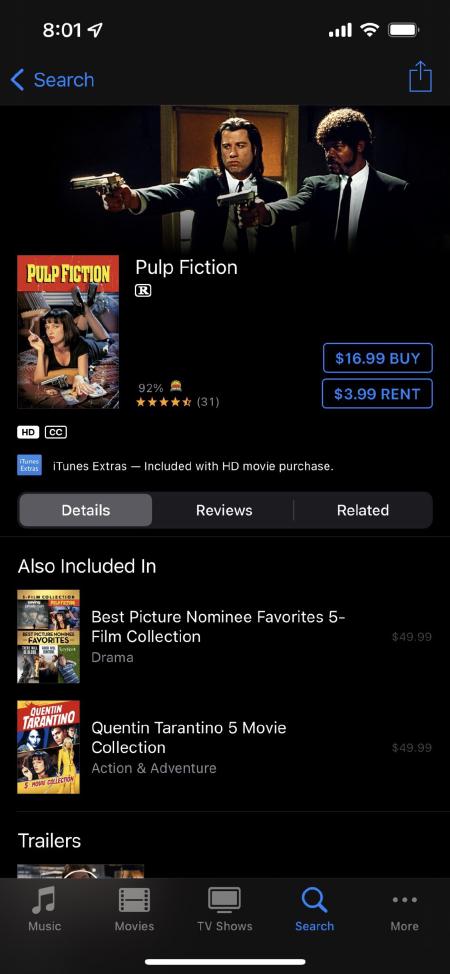 8:01
Search
PULP FICTION
Pulp Fiction
R
92%
(31)
$16.99 BUY
$3.99 RENT
HD CC
iTunes
Extras
iTunes Extras — Included with HD movie purchase.
Details
Reviews
Related
Also Included In
5-FILM COLLECTION
PULP FICTION
BEST PICTURE NOMINEE
FAVORITES
Best Picture Nominee Favorites 5-
Film Collection
Drama
$49.99
QUENTIN
TARANTINO
5 MOVIE COLLECTION
Quentin Tarantino 5 Movie
Collection
Action & Adventure
$49.99
Trailers
Music
Movies
TV Shows
Search
More